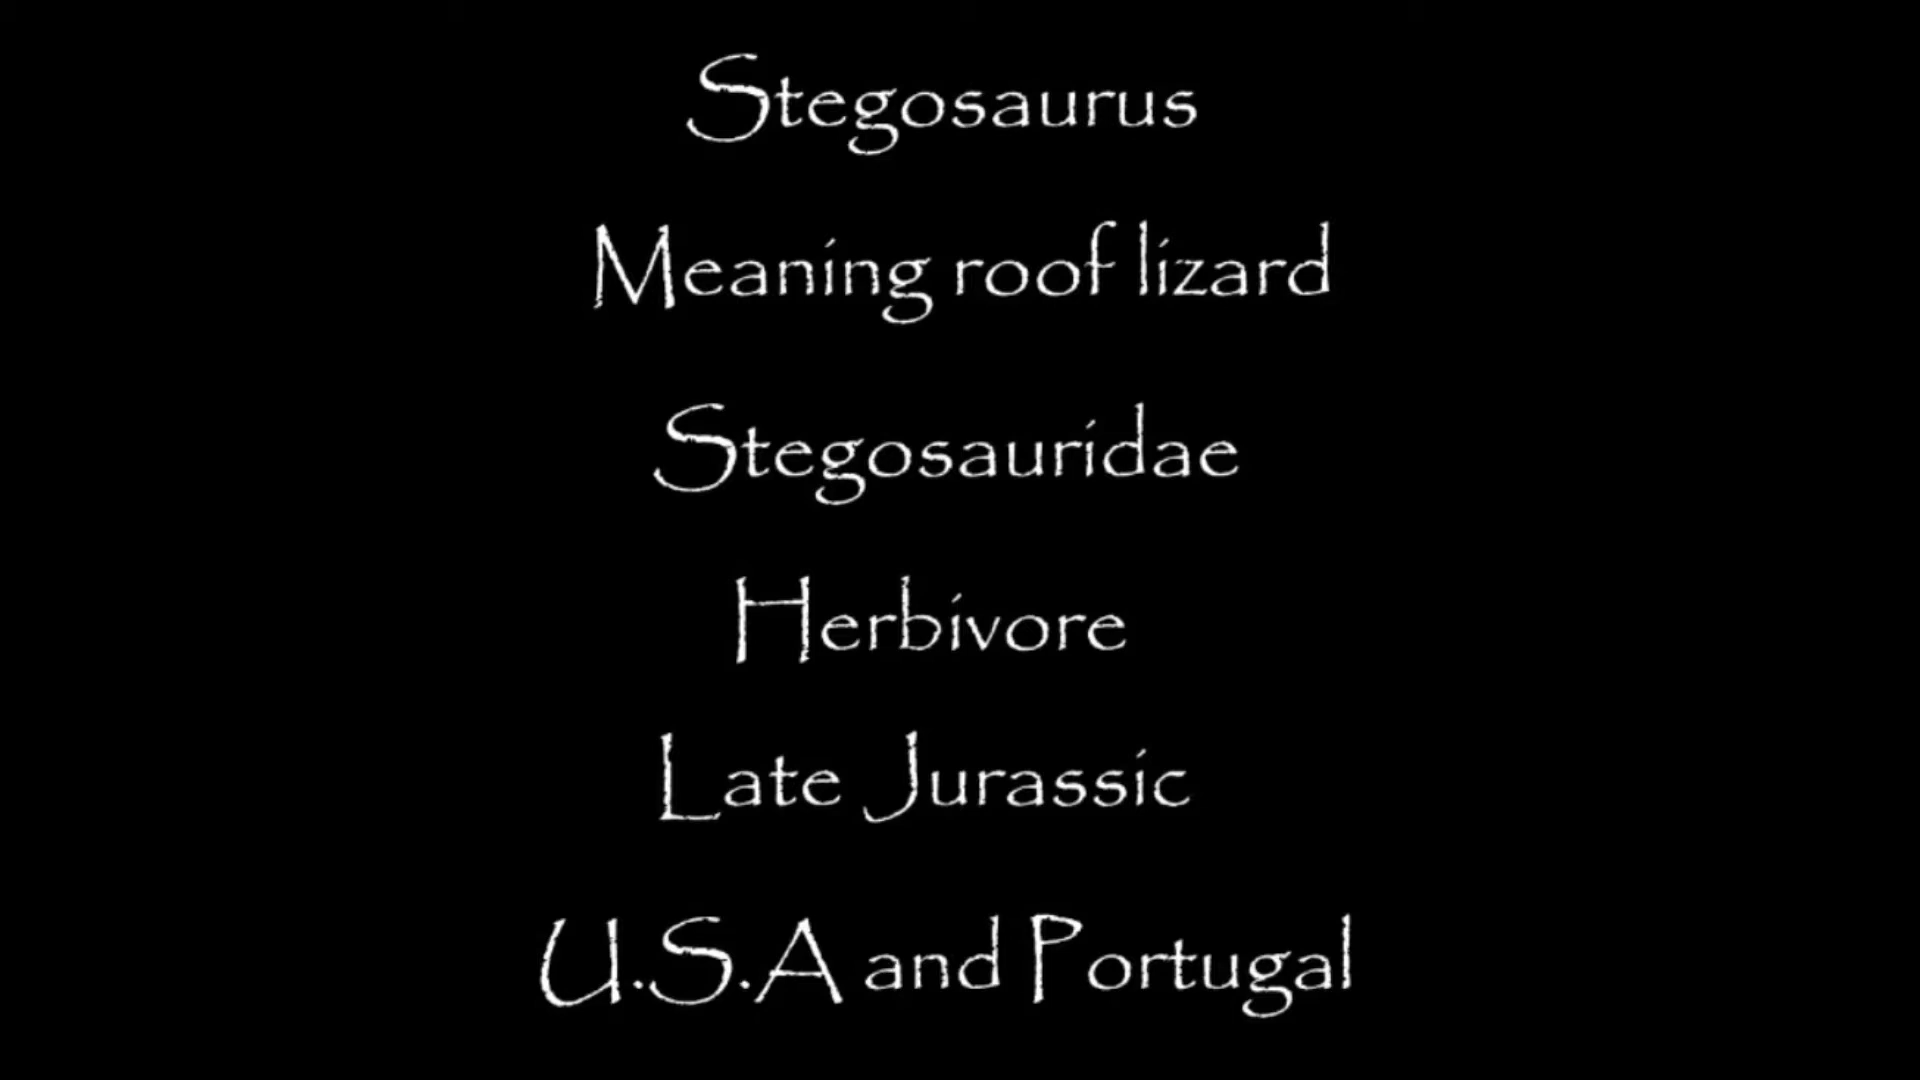 Stegosaurus
Meaning roof lizard
Stegosauridae
Herbivore
Late Jurassic
U.S.A and Portugal